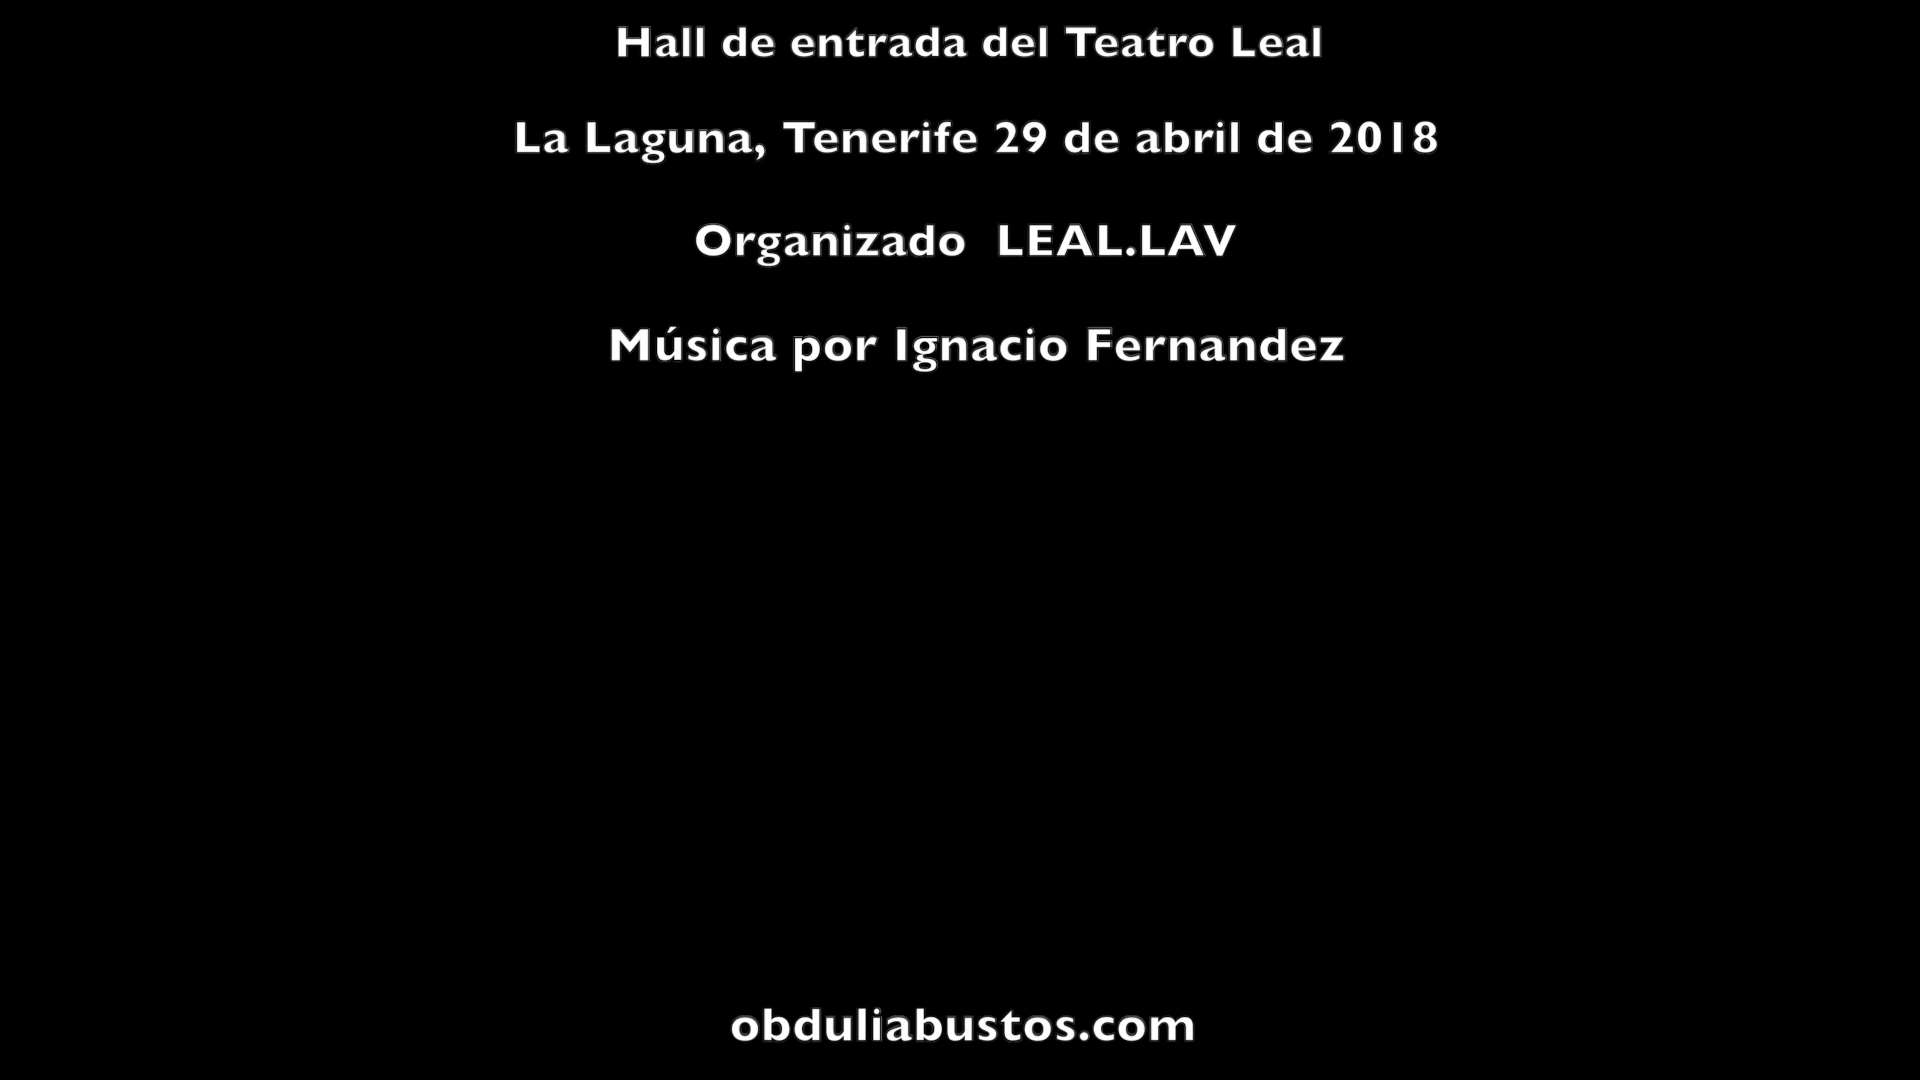 Hall de entrada del Teatro Leal
La Laguna, Tenerife 29 de abril de 2018
Organizado  LEAL.LAV
Música por Ignacio Fernandez
obduliabustos.com